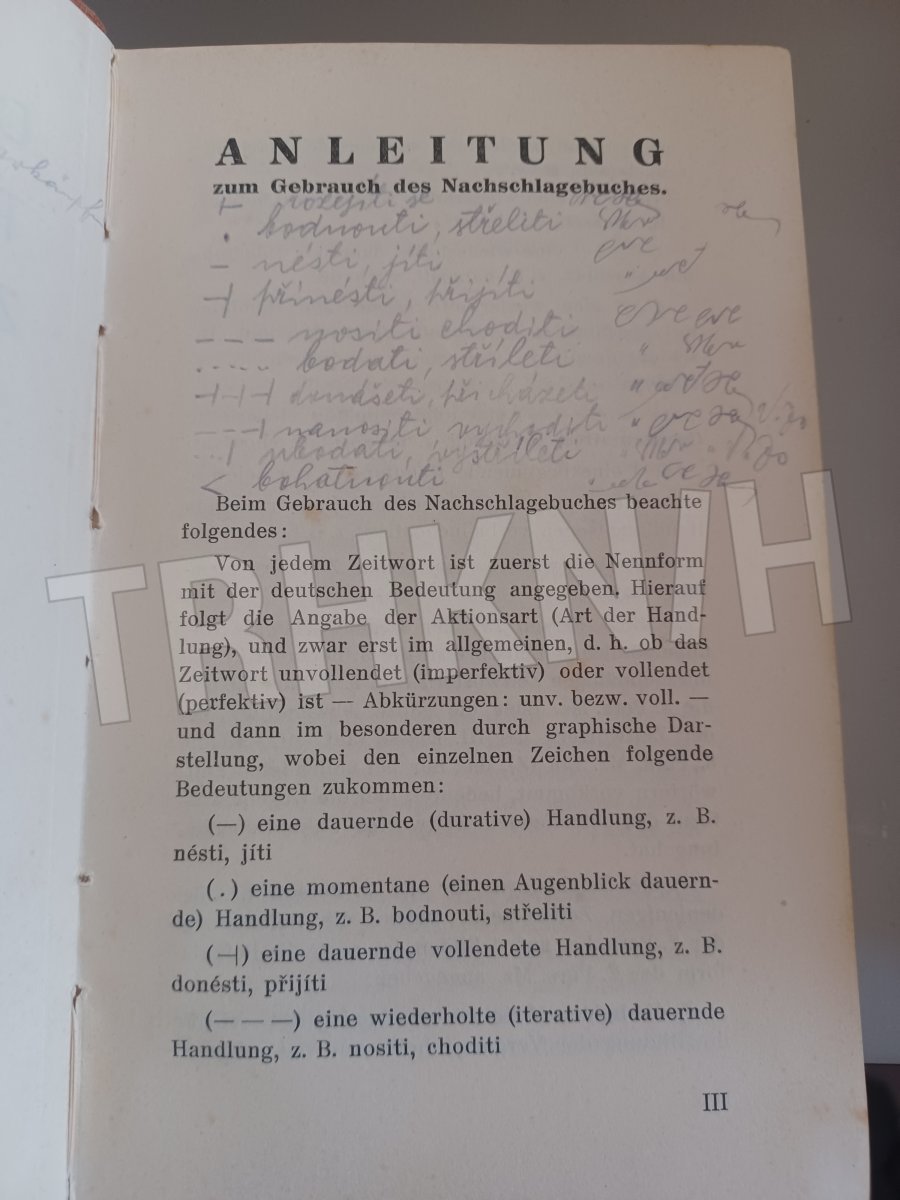 ANLEITUNG
zum Gebrauch des Nachschlagebuches.
rozejíti se
. bodnouti, střeliti
— nésti, jíti
—| přinésti, přijíti
— — — nositi choditi
..... bodati, stříleti
donášeti, přicházeti
nanositi vychoditi
ubodati, vystříleti
< bohatnouti
Beim Gebrauch des Nachschlagebuches beachte
folgendes:
Von jedem Zeitwort ist zuerst die Nennform
mit der deutschen Bedeutung angegeben. Hierauf
folgt die Angabe der Aktionsart (Art der Hand-
lung), und zwar erst im allgemeinen, d. h. ob das
Zeitwort unvollendet (imperfektiv) oder vollendet
(perfektiv) ist — Abkürzungen: unv. bezw. voll. —
und dann im besonderen durch graphische Dar-
stellung, wobei den einzelnen Zeichen folgende
Bedeutungen zukommen:
(—) eine dauernde (durative) Handlung, z. B.
nésti, jíti
(.) eine momentane (einen Augenblick dauern-
de) Handlung, z. B. bodnouti, střeliti
(—|) eine dauernde vollendete Handlung, z. B.
donésti, přijíti
(— — —) eine wiederholte (iterative) dauernde
Handlung, z. B. nositi, choditi
III
TRHKNIH